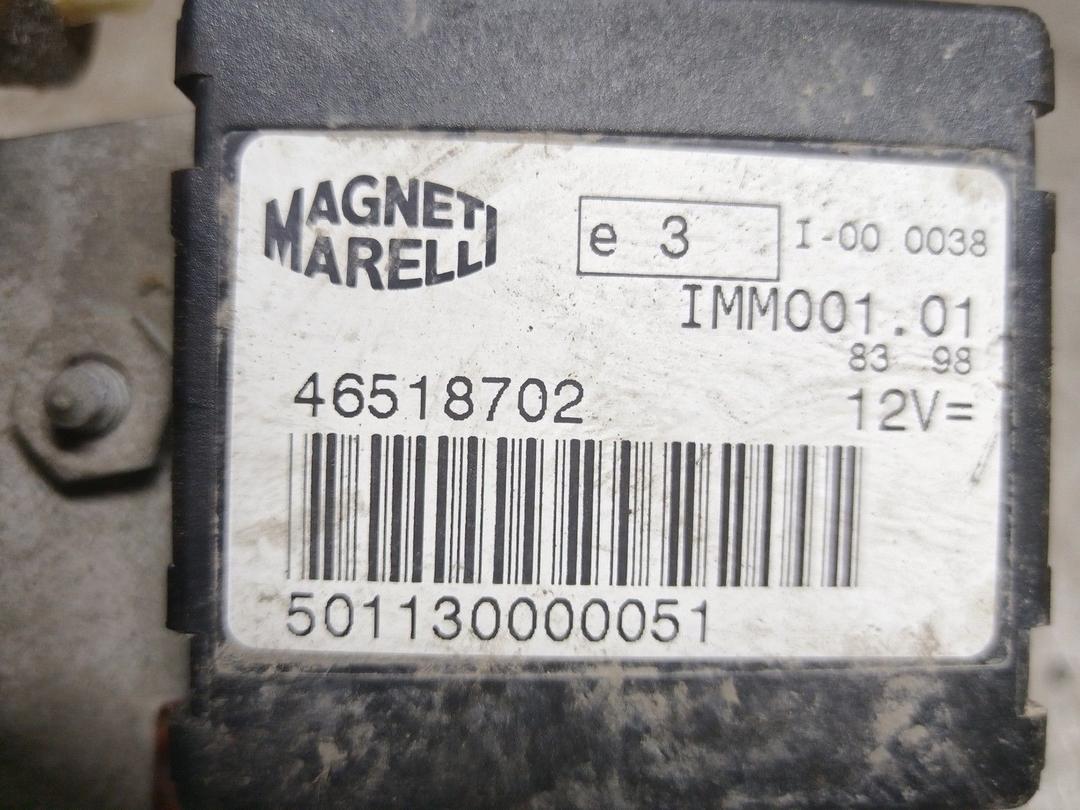 MAGNETI
MARELLI
e 3
I-00 0038
IMM001.01
83 98
46518702
12V=
501130000051